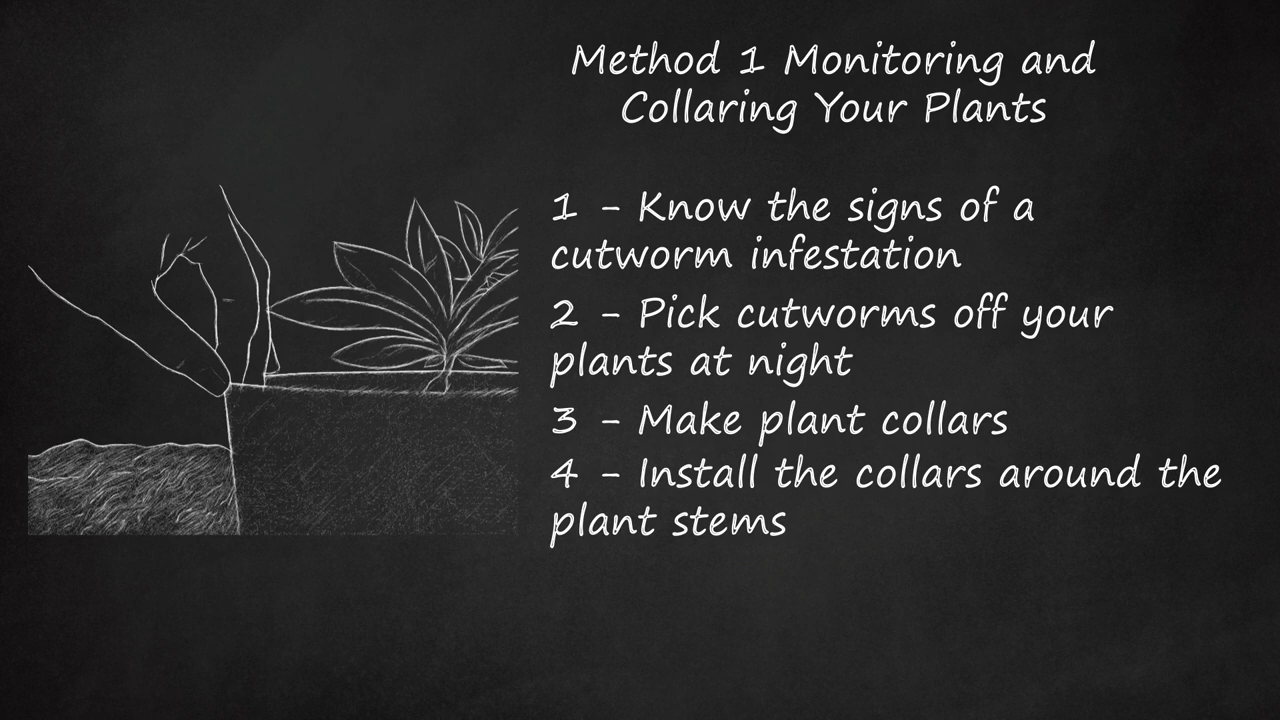 Method 1 Monitoring and
Collaring Your Plants
1 - Know the signs of a
cutworm infestation
2 - Pick cutworms off your
plants at night
3 - Make plant collars
4 - Install the collars around the
plant stems